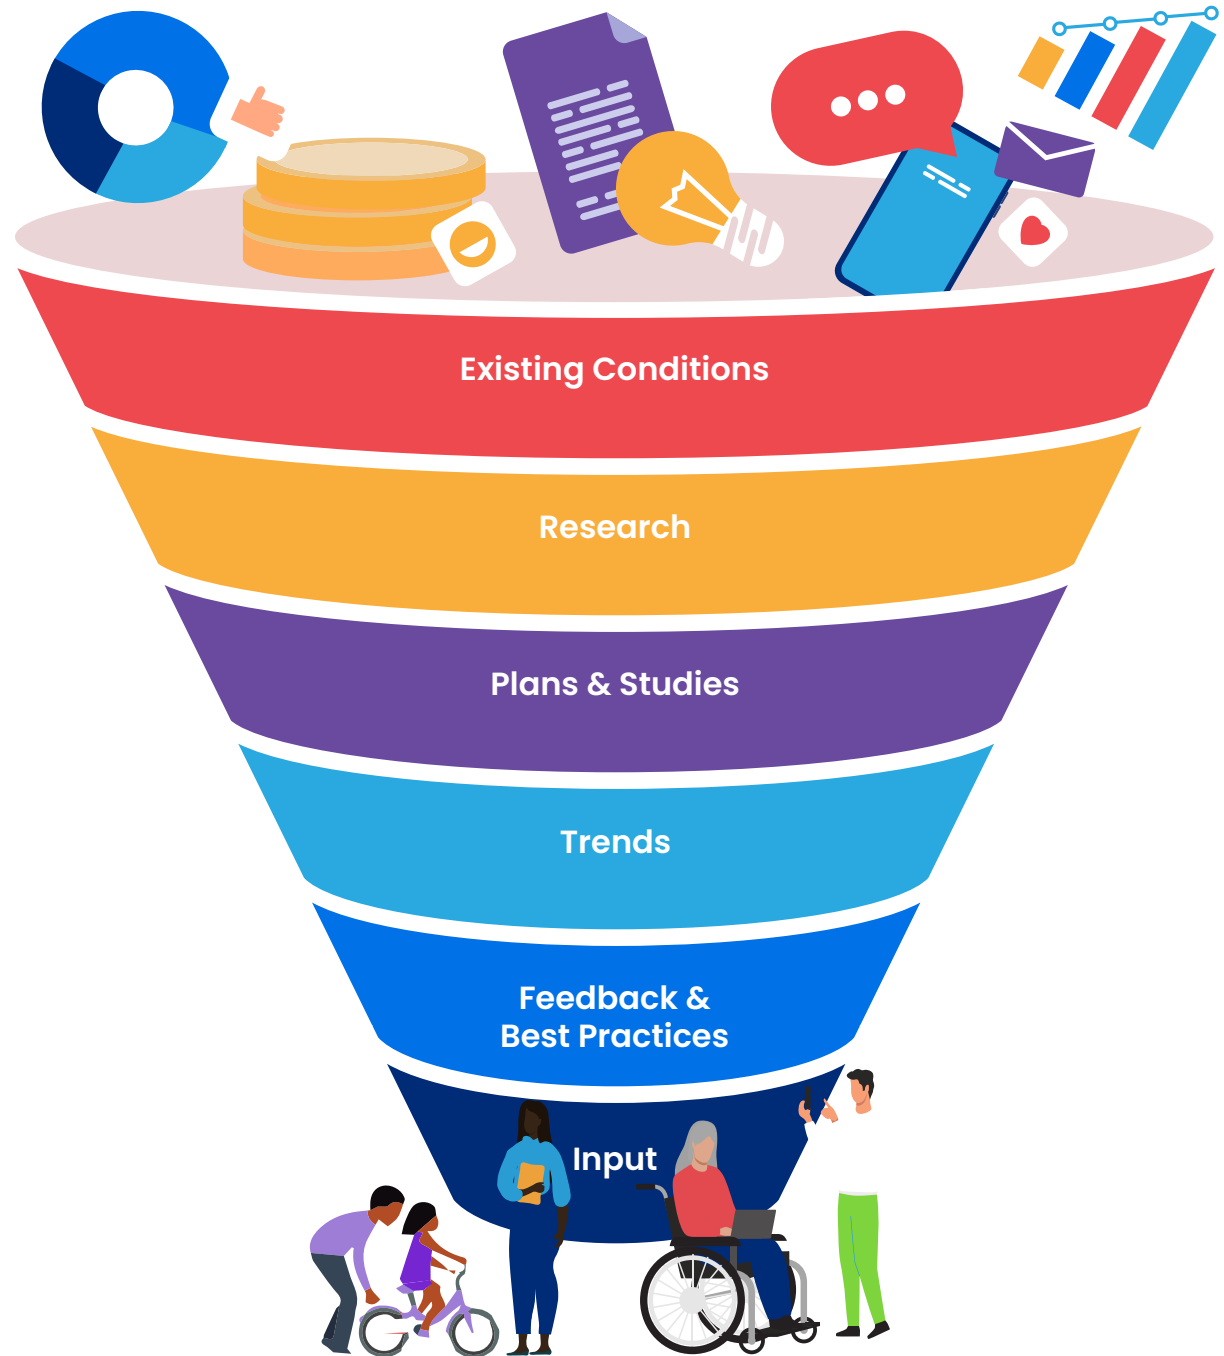 Existing Conditions
Research
Plans & Studies
Trends
Feedback &
Best Practices
Input